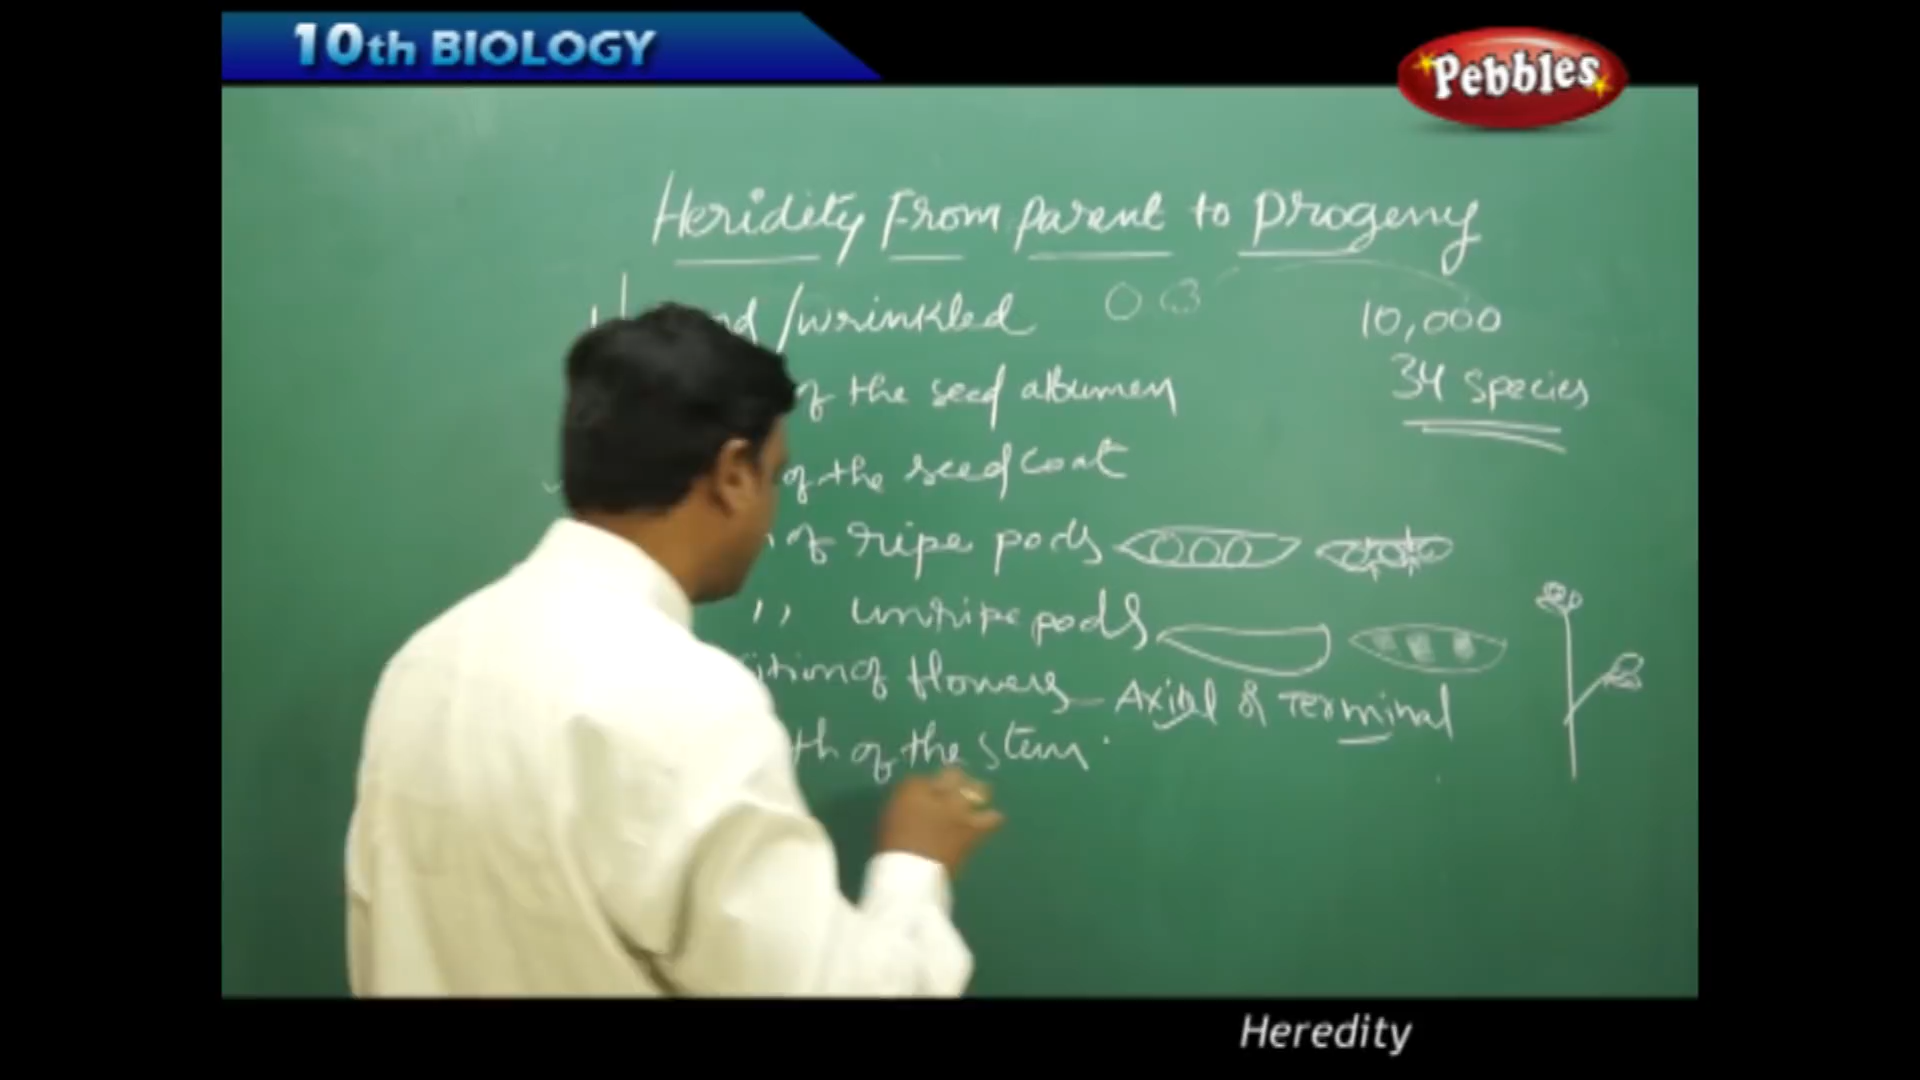 10th BIOLOGY
Pebbles
Heridity From parent to progeny
/wrinkled
10,000
of the seed albumen
34 species
of the seed coat
of ripe pods
,, unripe pods
of flowers - Axial & Terminal
of the stem.
Heredity